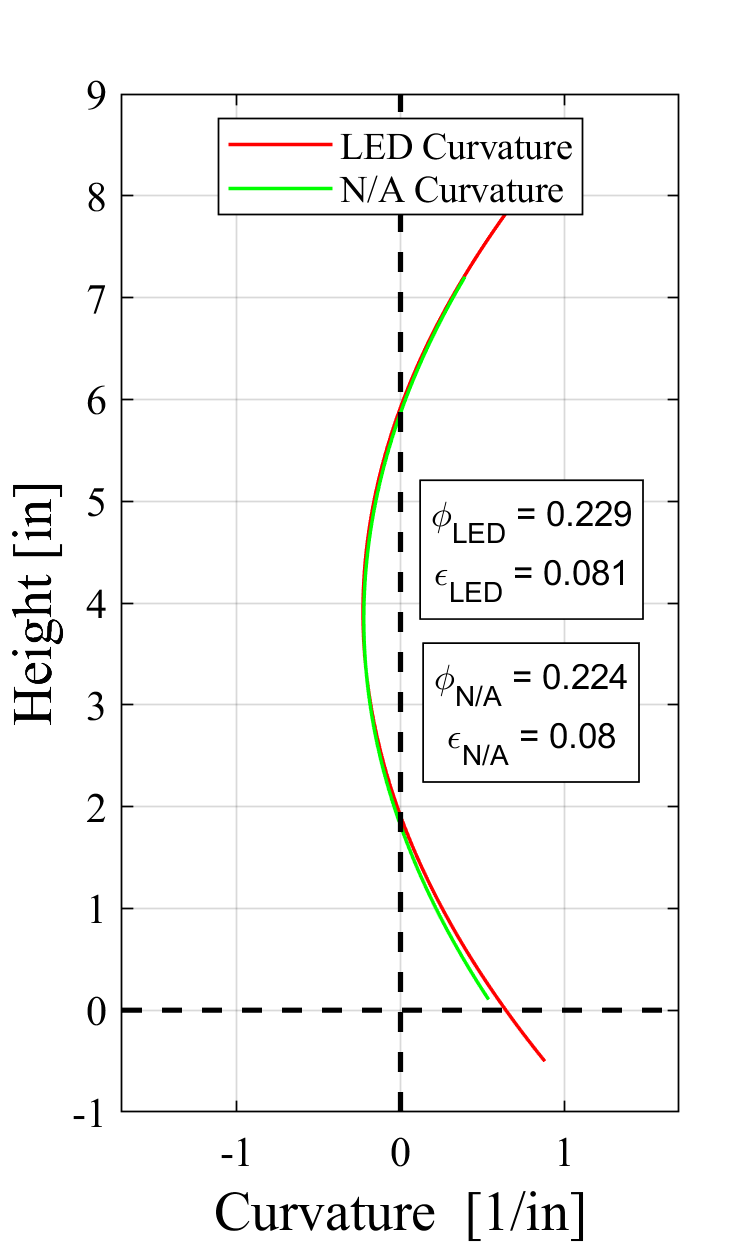 9
8
7
6
5
4
3
2
1
0
-1
LED Curvature
N/A Curvature
ϕLED = 0.229
ϵLED = 0.081
ϕN/A = 0.224
ϵN/A = 0.08
Height [in]
-1 0 1
Curvature [1/in]